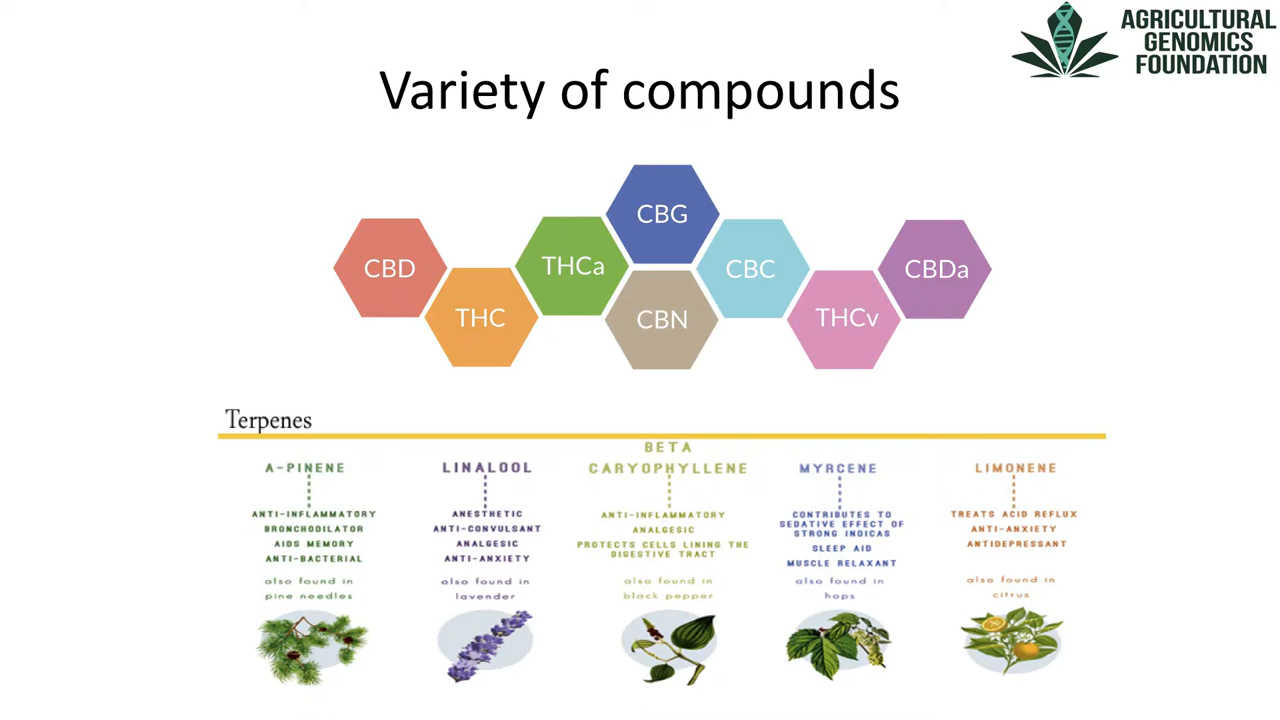 AGRICULTURAL
GENOMICS
FOUNDATION
Variety of compounds
CBG
CBD
THCa
CBC
CBDa
THC
CBN
THCv
Terpenes
A-PINENE
ANTI-INFLAMMATORY
BRONCHODILATOR
AIDS MEMORY
ANTI-BACTERIAL
also found in
pine needles
LINALOOL
ANESTHETIC
ANTI-CONVULSANT
ANALGESIC
ANTI-ANXIETY
also found in
lavender
BETA
CARYOPHYLLENE
ANTI-INFLAMMATORY
ANALGESIC
PROTECTS CELLS LINING THE
DIGESTIVE TRACT
also found in
black pepper
MYRCENE
CONTRIBUTES TO
SEDATIVE EFFECT OF
STRONG INDICAS
SLEEP AID
MUSCLE RELAXANT
also found in
hops
LIMONENE
TREATS ACID REFLUX
ANTI-ANXIETY
ANTIDEPRESSANT
also found in
citrus